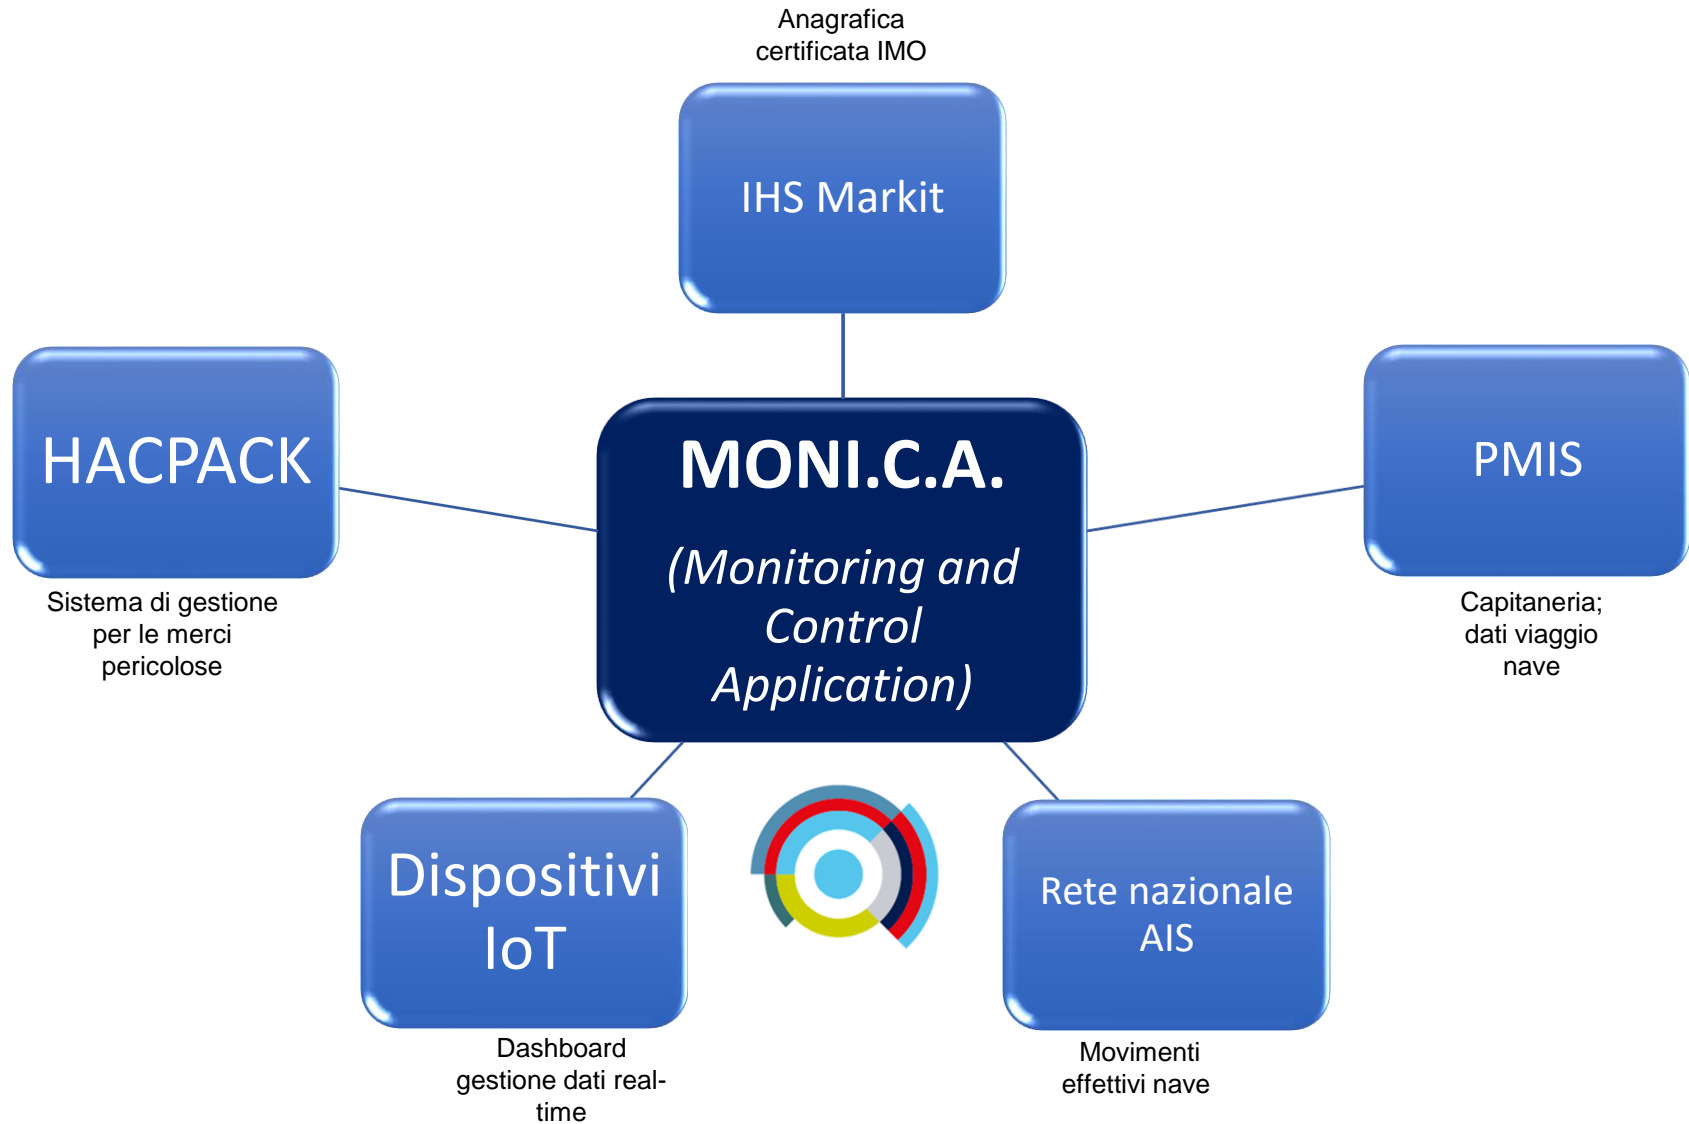 Anagrafica
certificata IMO
IHS Markit
HACPACK
Sistema di gestione
per le merci
pericolose
MONI.C.A.
(Monitoring and
Control
Application)
PMIS
Capitaneria;
dati viaggio
nave
Dispositivi
IoT
Dashboard
gestione dati real-
time
Rete nazionale
AIS
Movimenti
effettivi nave